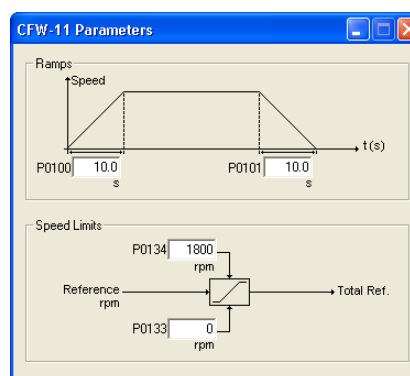 CFW-11 Parameters
Ramps
Speed
t(s)
P0100 10.0 s
P0101 10.0 s
Speed Limits
P0134 1800 rpm
Reference rpm
Total Ref.
P0133 0 rpm